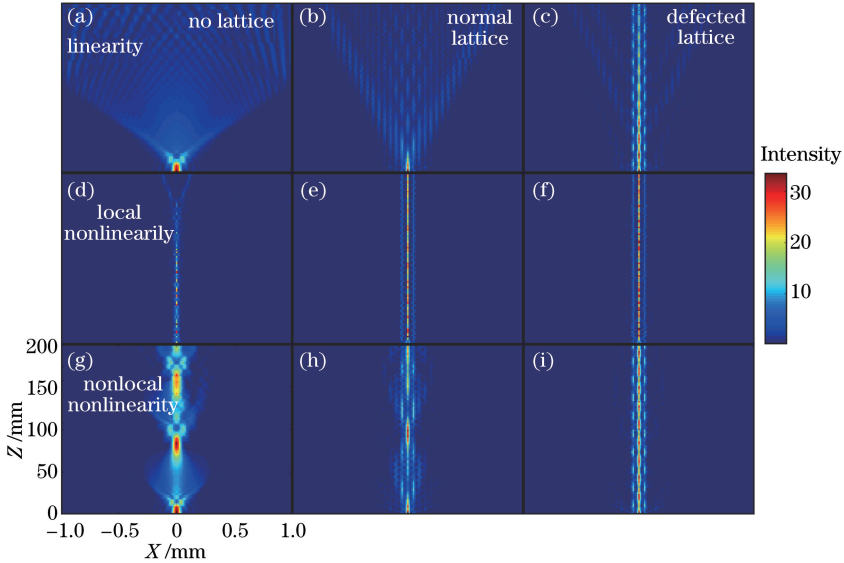 (a) no lattice
linearity
(b) normal
lattice
(c) defected
lattice
(d)
local
nonlinearily
(e)
(f)
Intensity
30
20
10
(g)
nonlocal
nonlinearity
(h)
(i)
200
150
100
50
0
Z /mm
−1.0 −0.5 0 0.5 1.0
X /mm